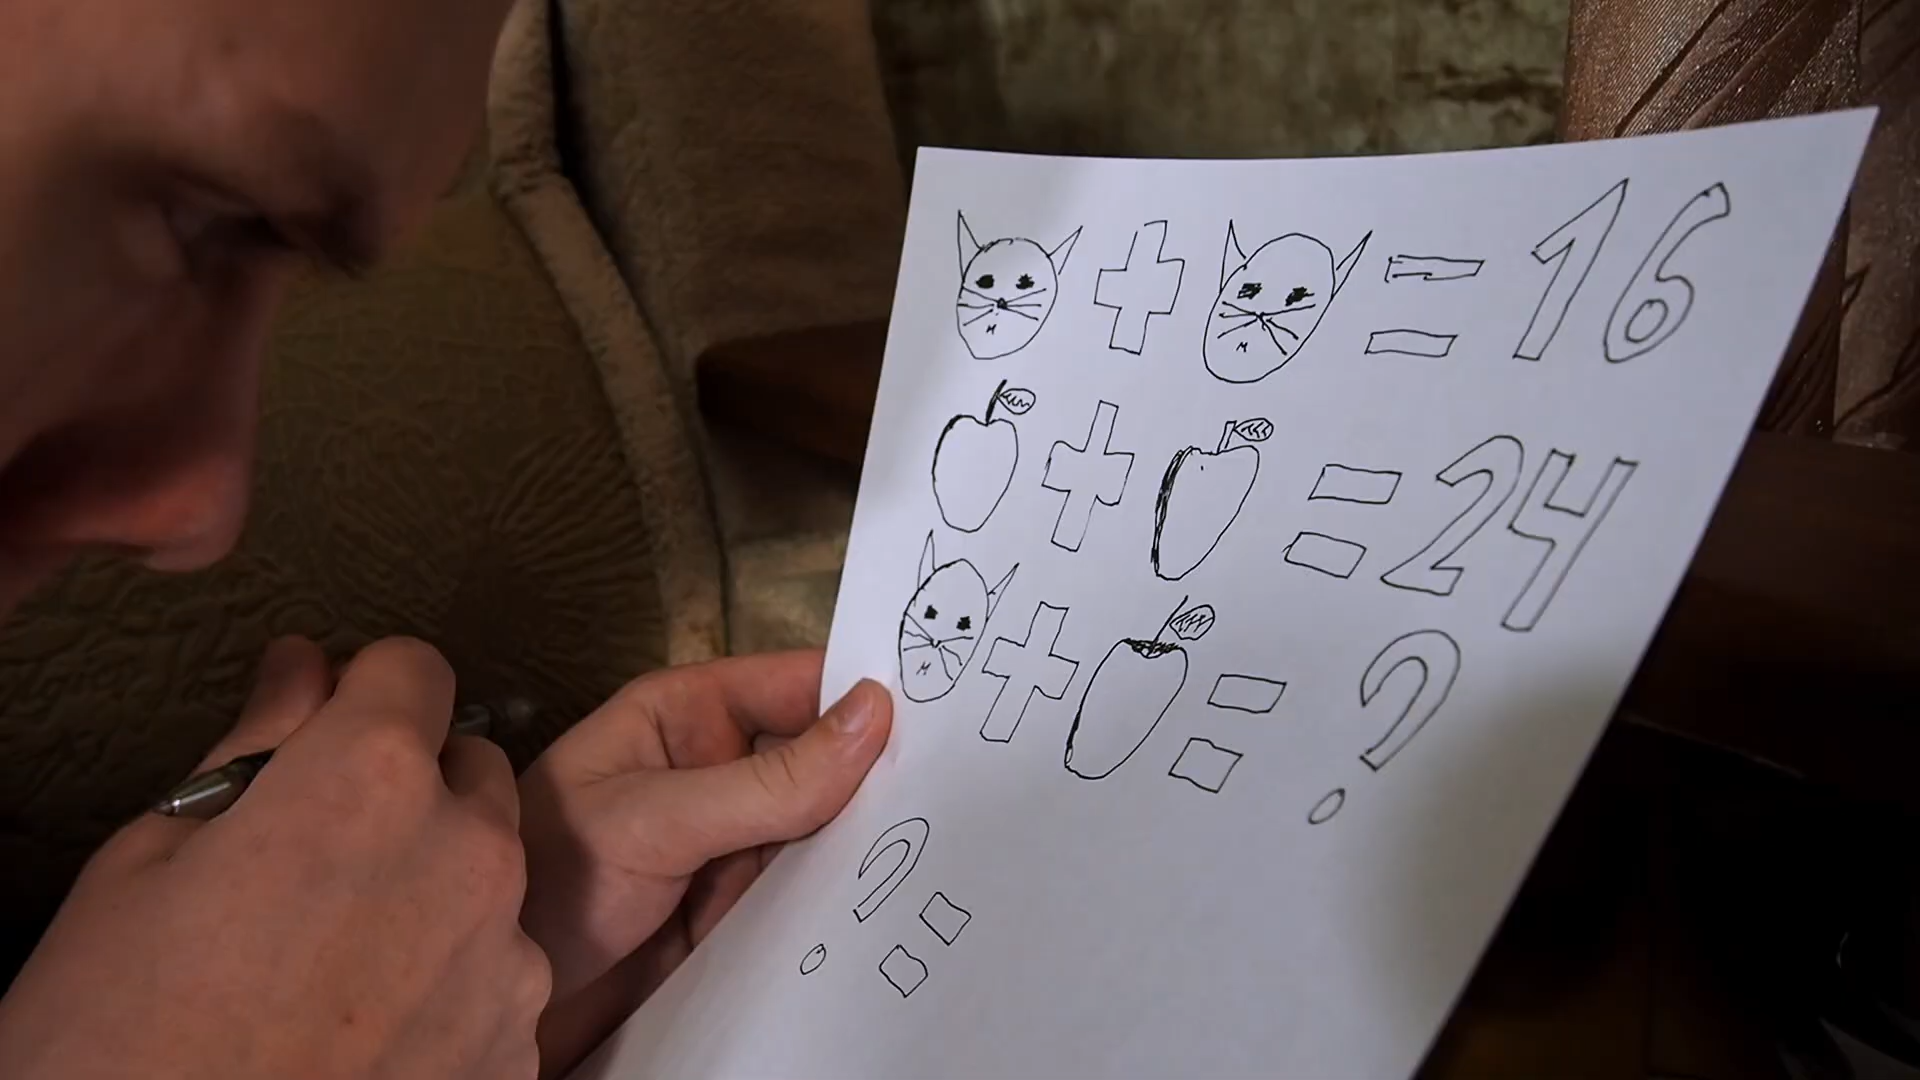 + = 16
+ = 24
+ = ?
? =